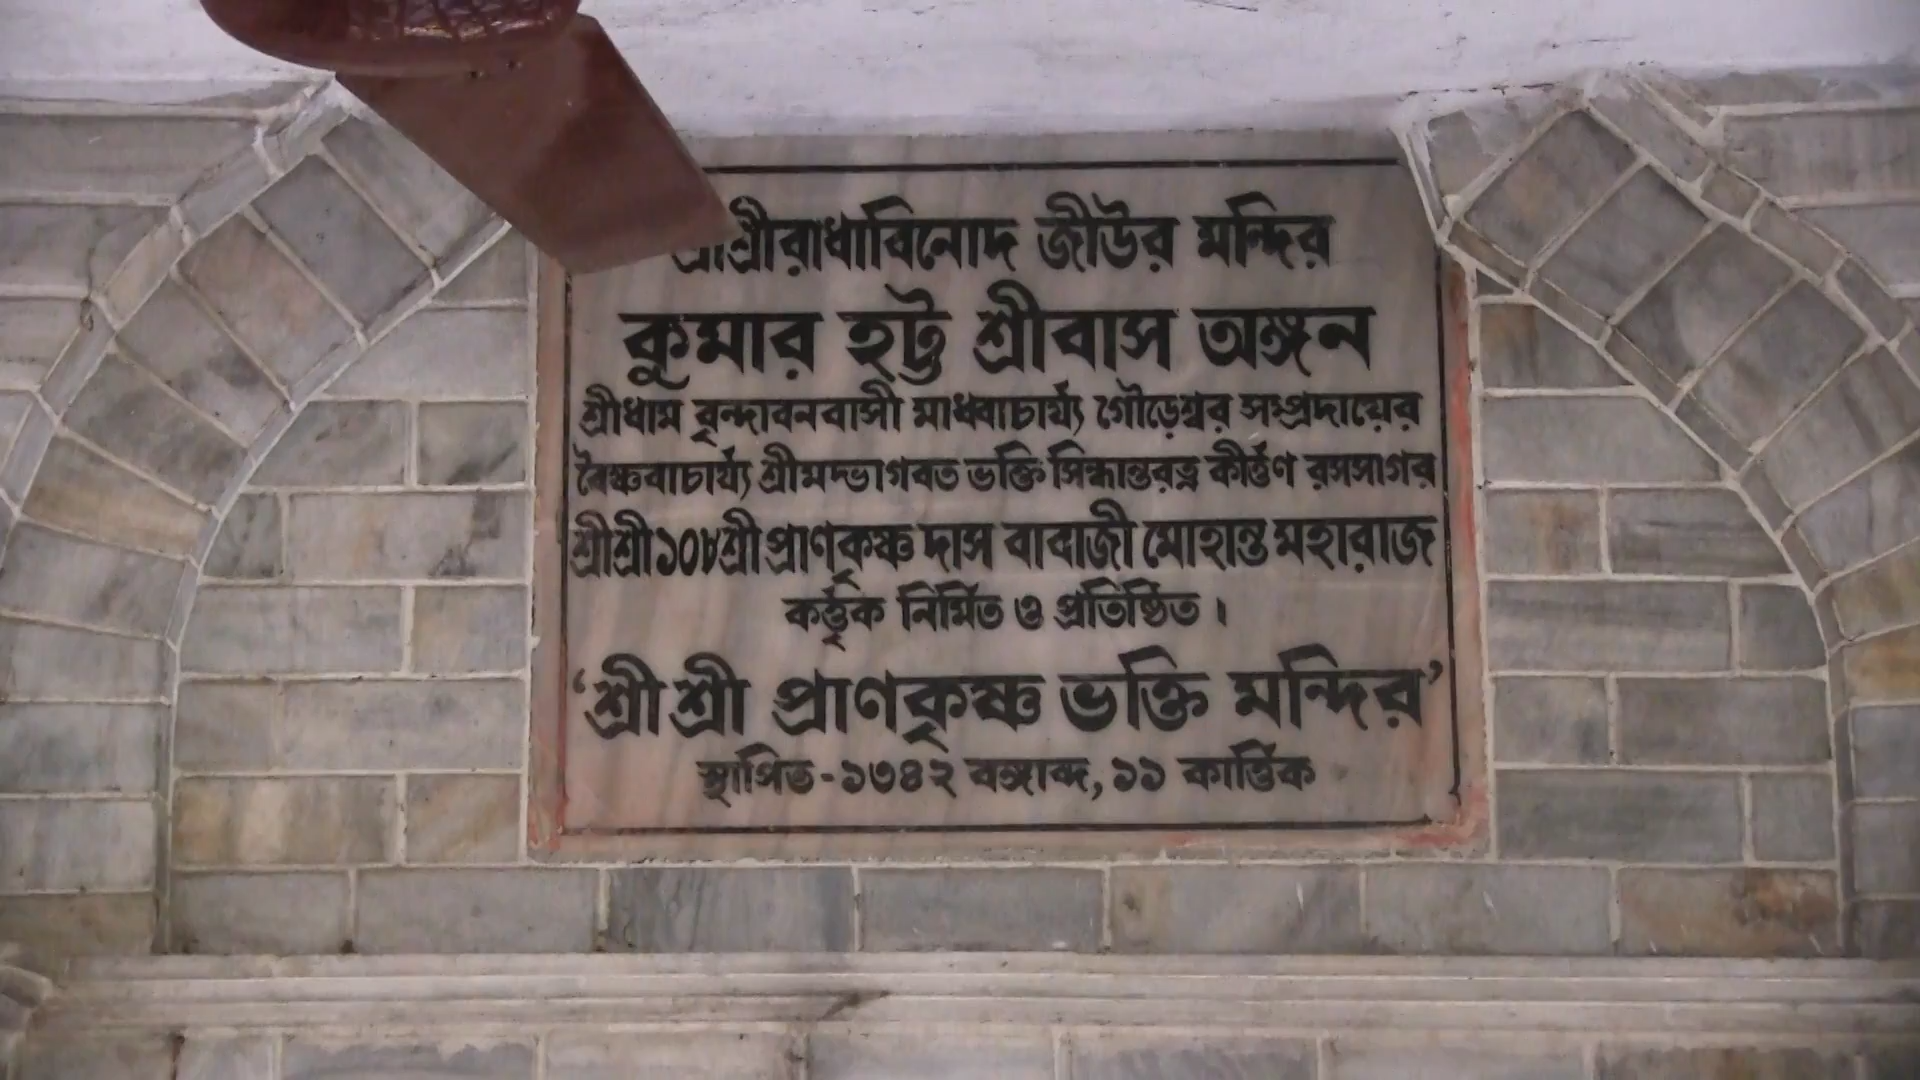 শ্রীশ্রীরাধাবিনোদ জীউর মন্দির
কুমার হট্ট শ্রীবাস অঙ্গন
শ্রীধাম বৃন্দাবনবাসী মাধ্বাচার্য্য গৌড়েশ্বর সম্প্রদায়ের
বৈষ্ণবাচার্য্য শ্রীমদ্ভাগবত ভক্তি সিদ্ধান্তরত্ন কীর্ত্তণ রসসাগর
শ্রীশ্রী১০৮শ্রী প্রাণকৃষ্ণ দাস বাবাজী মোহান্ত মহারাজ
কর্ত্তৃক নির্মিত ও প্রতিষ্ঠিত।
‘শ্রীশ্রী প্রাণকৃষ্ণ ভক্তি মন্দির’
স্থাপিত-১৩৪২ বঙ্গাব্দ, ১১ কার্ত্তিক